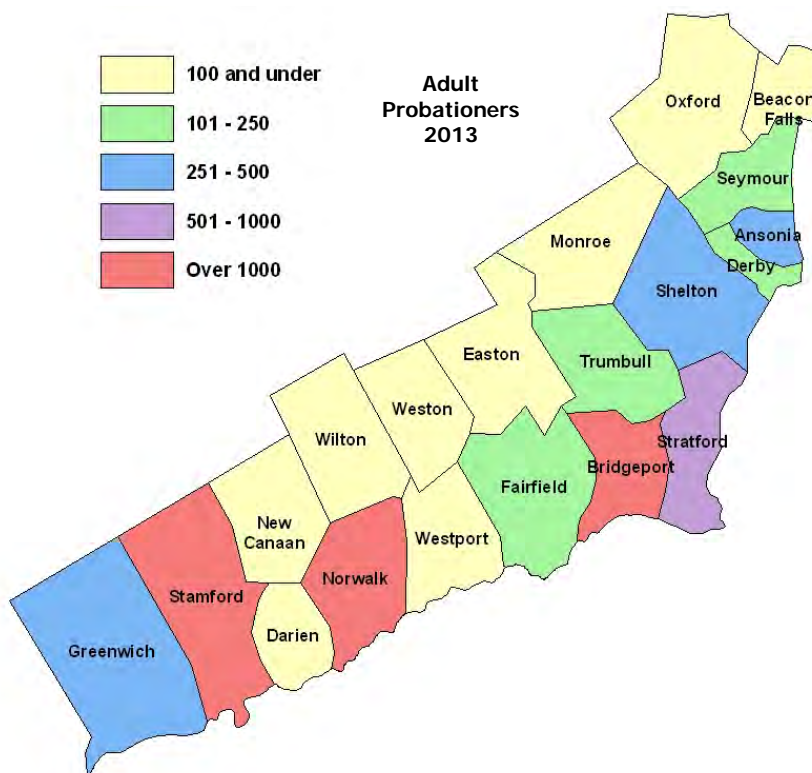 100 and under
101 - 250
251 - 500
501 - 1000
Over 1000
Adult
Probationers
2013
Oxford
Beacon
Falls
Seymour
Ansonia
Derby
Monroe
Shelton
Easton
Trumbull
Weston
Wilton
Stratford
Bridgeport
Fairfield
New
Canaan
Westport
Norwalk
Stamford
Darien
Greenwich